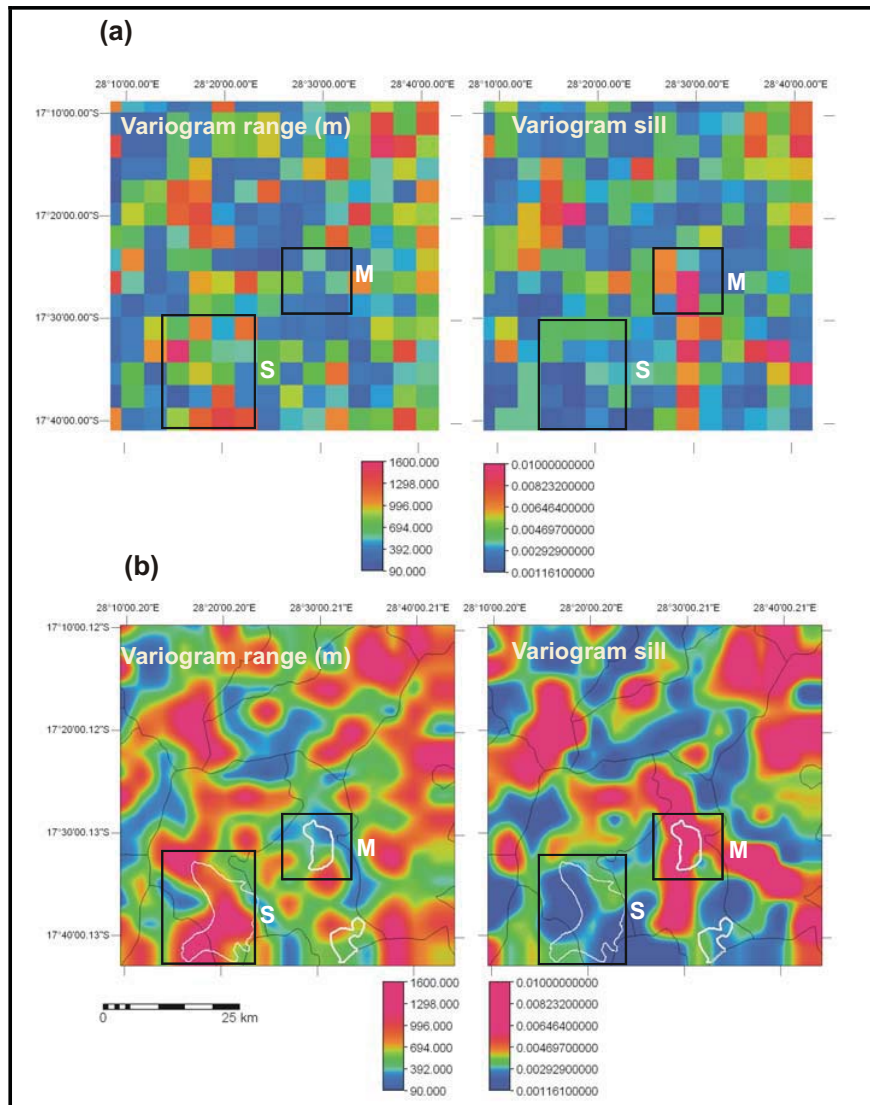 (a)
28°10'00.00"E 28°20'00.00"E 28°30'00.00"E 28°40'00.00"E
28°10'00.00"E 28°20'00.00"E 28°30'00.00"E 28°40'00.00"E
17°10'00.00"S
17°20'00.00"S
17°30'00.00"S
17°40'00.00"S
Variogram range (m)
M
S
Variogram sill
M
S
1600.000
1298.000
996.000
694.000
392.000
90.000
0.01000000000
0.00823200000
0.00646400000
0.00469700000
0.00292900000
0.00116100000
(b)
28°10'00.20"E 28°20'00.20"E 28°30'00.21"E 28°40'00.21"E
28°10'00.20"E 28°20'00.20"E 28°30'00.21"E 28°40'00.21"E
17°10'00.12"S
17°20'00.12"S
17°30'00.13"S
17°40'00.13"S
Variogram range (m)
M
S
Variogram sill
M
S
0 25 km
1600.000
1298.000
996.000
694.000
392.000
90.000
0.01000000000
0.00823200000
0.00646400000
0.00469700000
0.00292900000
0.00116100000